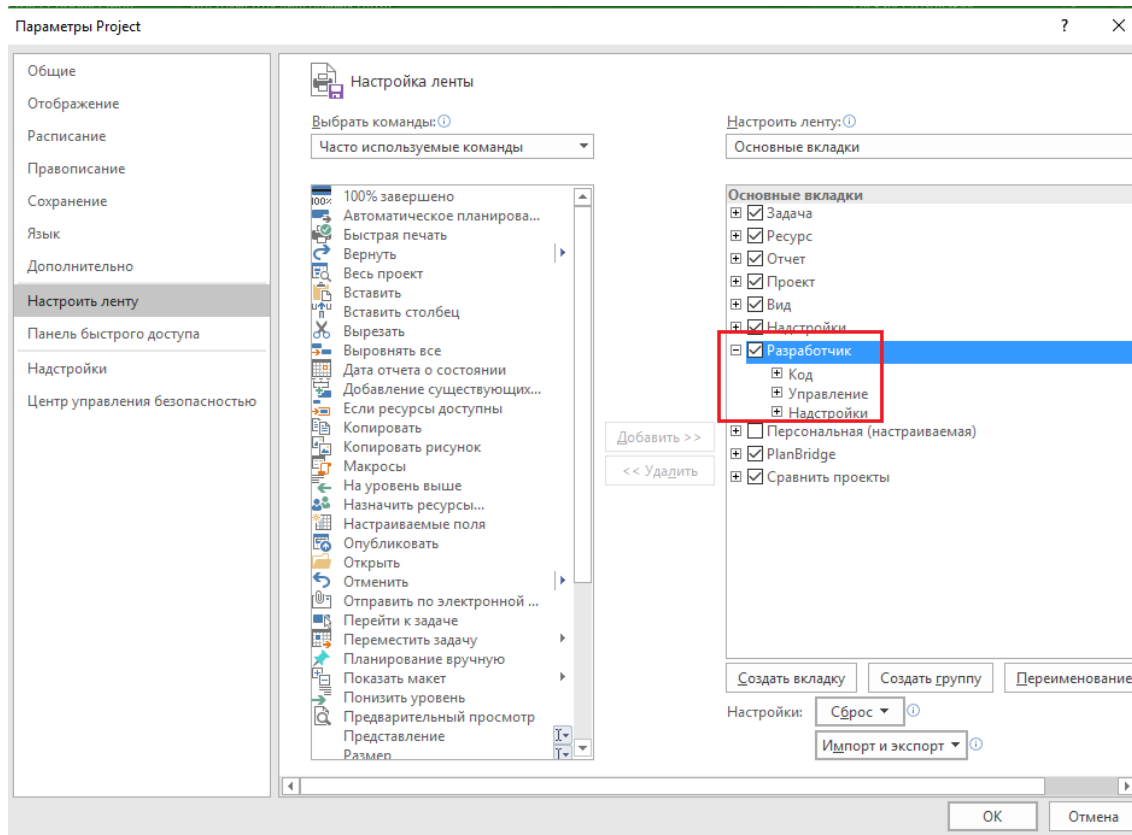 Параметры Project
?
Общие
Отображение
Расписание
Правописание
Сохранение
Язык
Дополнительно
Настроить ленту
Панель быстрого доступа
Надстройки
Центр управления безопасностью
Настройка ленты
Выбрать команды:
Часто используемые команды
100% завершено
Автоматическое планирова...
Быстрая печать
Вернуть
Весь проект
Вставить
Вставить столбец
Вырезать
Выровнять все
Дата отчета о состоянии
Добавление существующих...
Если ресурсы доступны
Копировать
Копировать рисунок
Макросы
На уровень выше
Назначить ресурсы...
Настраиваемые поля
Опубликовать
Открыть
Отменить
Отправить по электронной ...
Перейти к задаче
Переместить задачу
Планирование вручную
Показать макет
Понизить уровень
Предварительный просмотр
Представление
Размер
Добавить >>
<< Удалить
Настроить ленту:
Основные вкладки
Основные вкладки
Задача
Ресурс
Отчет
Проект
Вид
Надстройки
Разработчик
Код
Управление
Надстройки
Персональная (настраиваемая)
PlanBridge
Сравнить проекты
Создать вкладку
Создать группу
Переименование
Настройки:
Сброс
Импорт и экспорт
ОК
Отмена